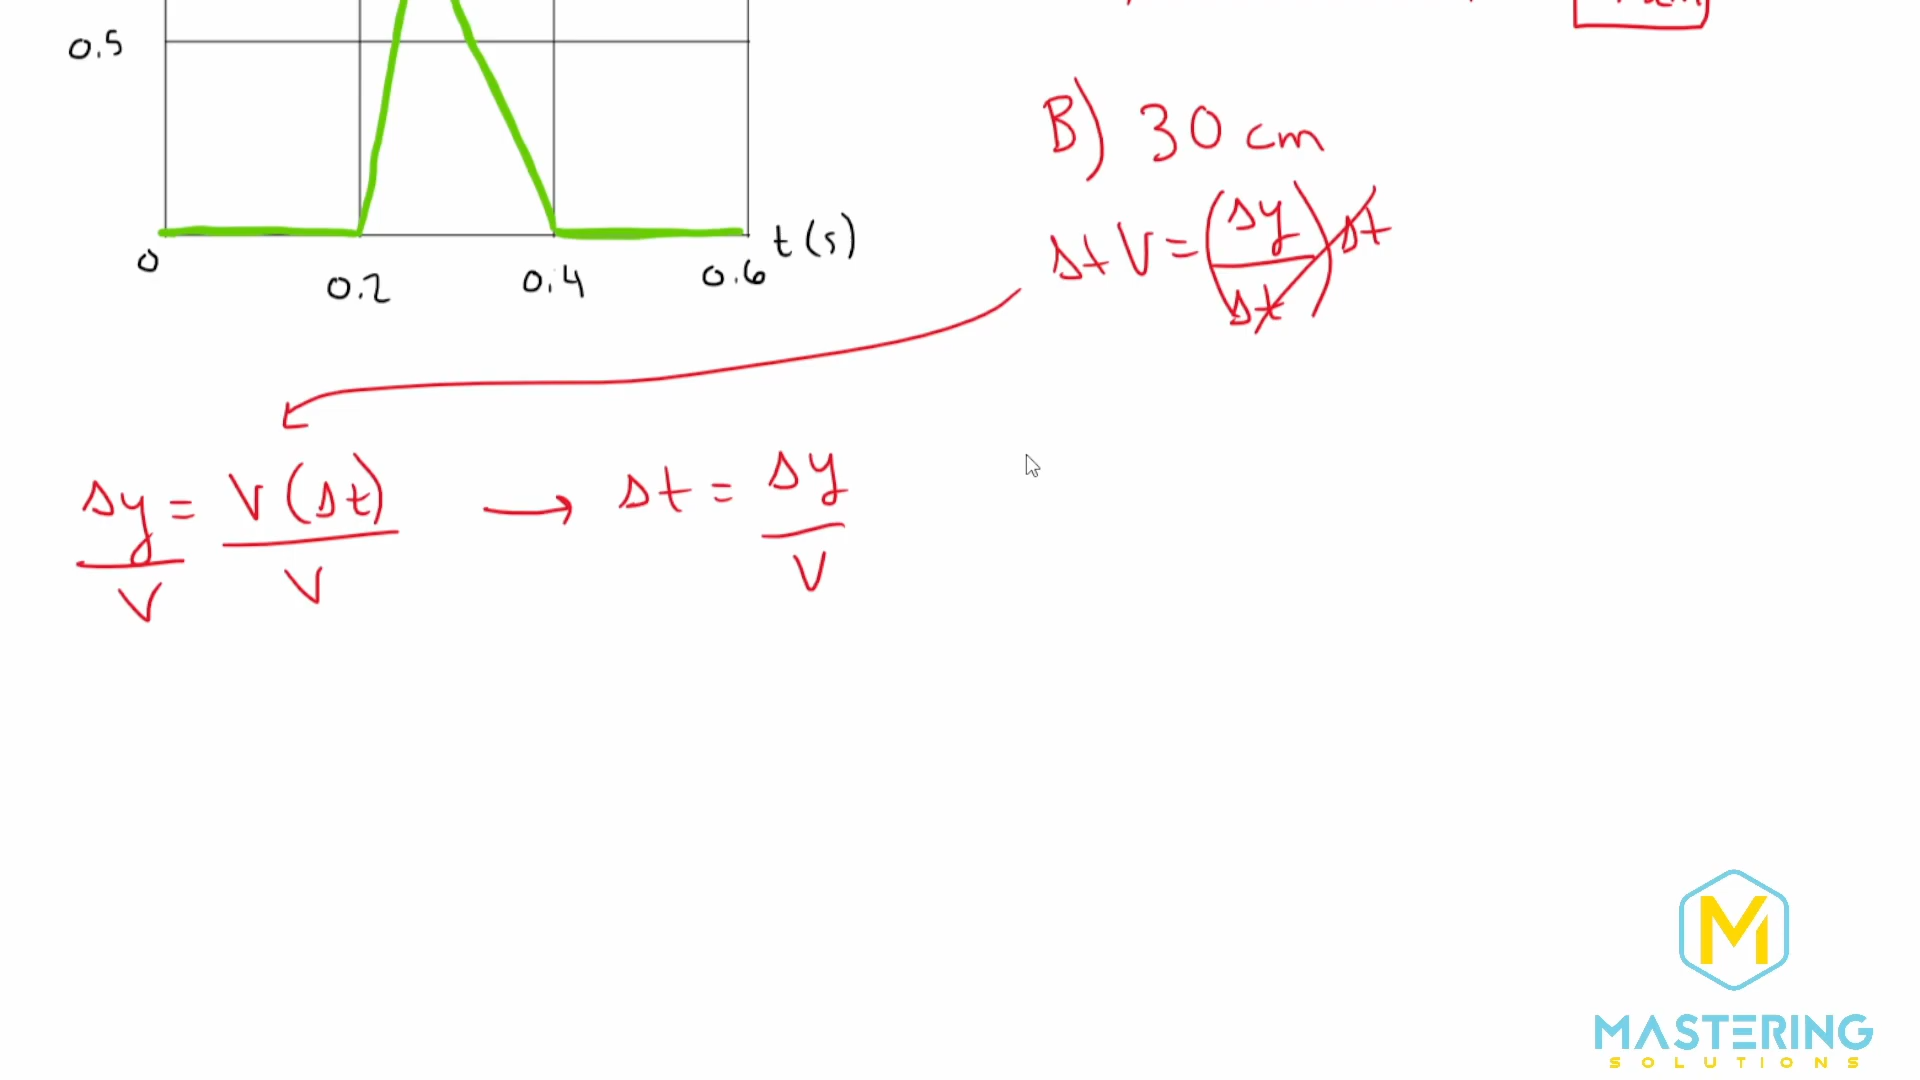 0.5
0
0.2
0.4
0.6
t(s)
B) 30 cm
Δt V = (Δy/Δt) Δt
Δy/V = V(Δt)/V → Δt = Δy/V
M
MASTERING
SOLUTIONS